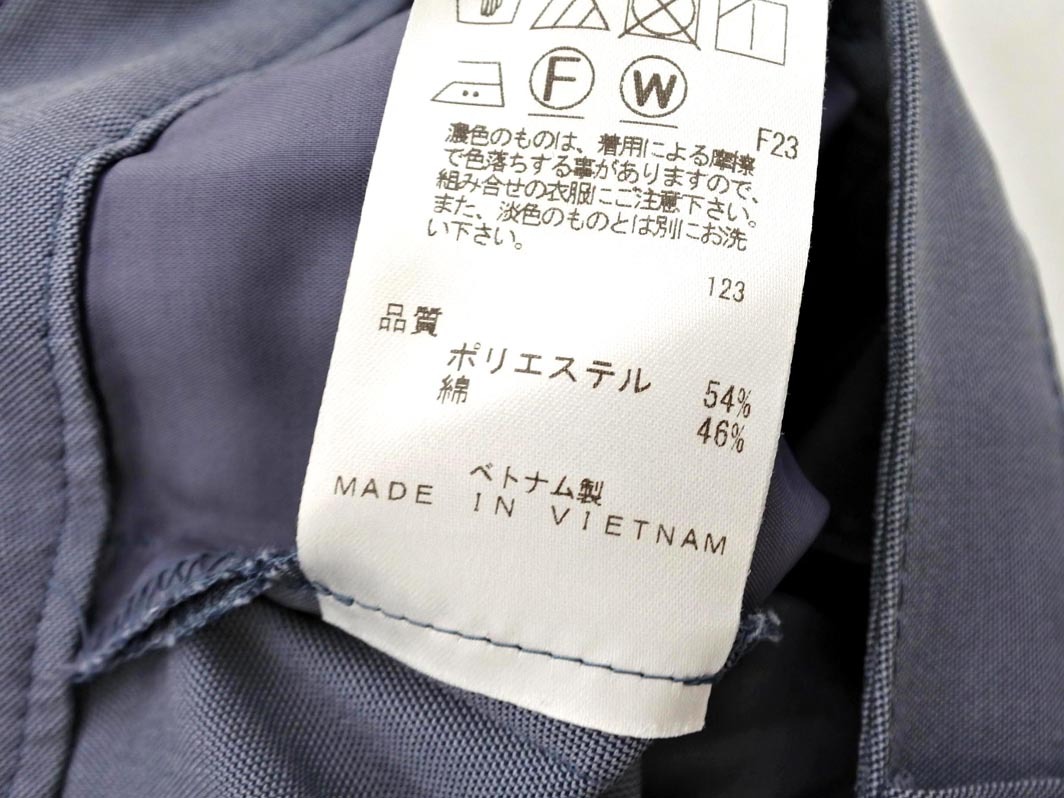 F W
F23
濃色のものは、着用による摩擦
で色落ちする事がありますので、
組み合せの衣服にご注意下さい。
また、淡色のものとは別にお洗
い下さい。
123
品質
ポリエステル 54%
綿 46%
ベトナム製
MADE IN VIETNAM